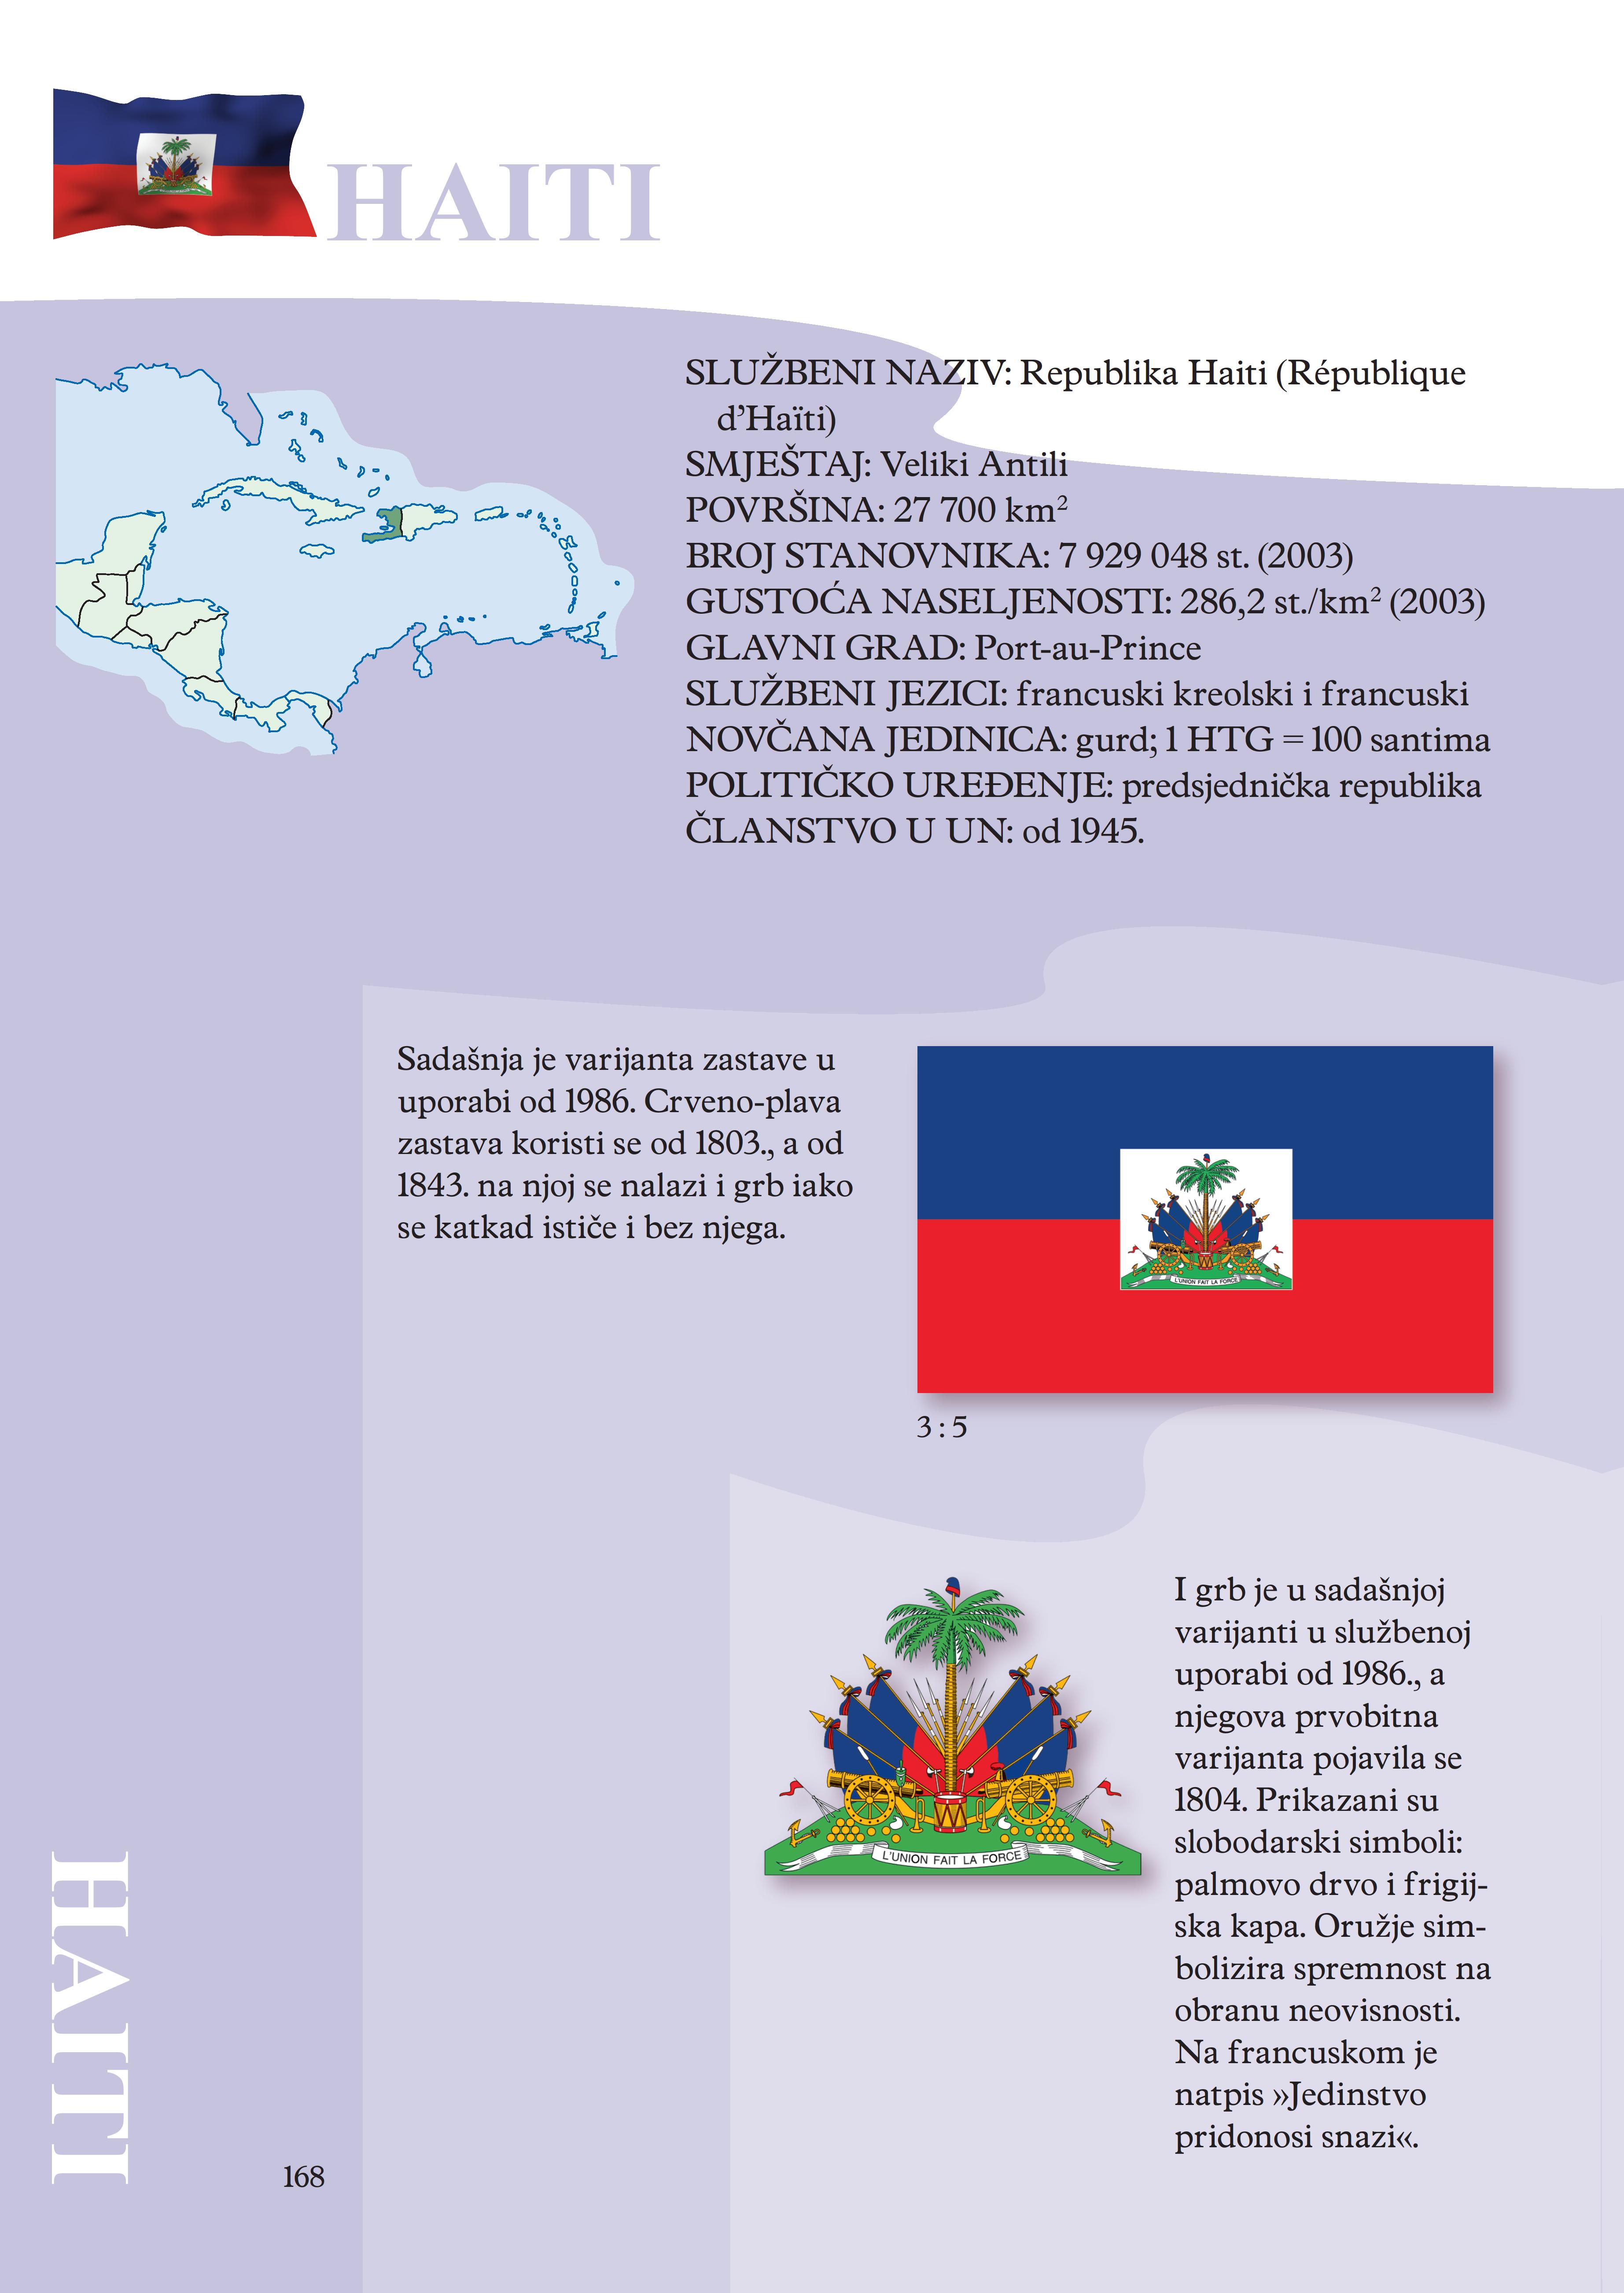 HAITI
SLUŽBENI NAZIV: Republika Haiti (République
d’Haïti)
SMJEŠTAJ: Veliki Antili
POVRŠINA: 27 700 km²
BROJ STANOVNIKA: 7 929 048 st. (2003)
GUSTOĆA NASELJENOSTI: 286,2 st./km² (2003)
GLAVNI GRAD: Port-au-Prince
SLUŽBENI JEZICI: francuski kreolski i francuski
NOVČANA JEDINICA: gurd; 1 HTG = 100 santima
POLITIČKO UREĐENJE: predsjednička republika
ČLANSTVO U UN: od 1945.
Sadašnja je varijanta zastave u
uporabi od 1986. Crveno-plava
zastava koristi se od 1803., a od
1843. na njoj se nalazi i grb iako
se katkad ističe i bez njega.
L'UNION FAIT LA FORCE
3 : 5
L'UNION FAIT LA FORCE
I grb je u sadašnjoj
varijanti u službenoj
uporabi od 1986., a
njegova prvobitna
varijanta pojavila se
1804. Prikazani su
slobodarski simboli:
palmovo drvo i frigij-
ska kapa. Oružje sim-
bolizira spremnost na
obranu neovisnosti.
Na francuskom je
natpis »Jedinstvo
pridonosi snazi«.
HAITI
168